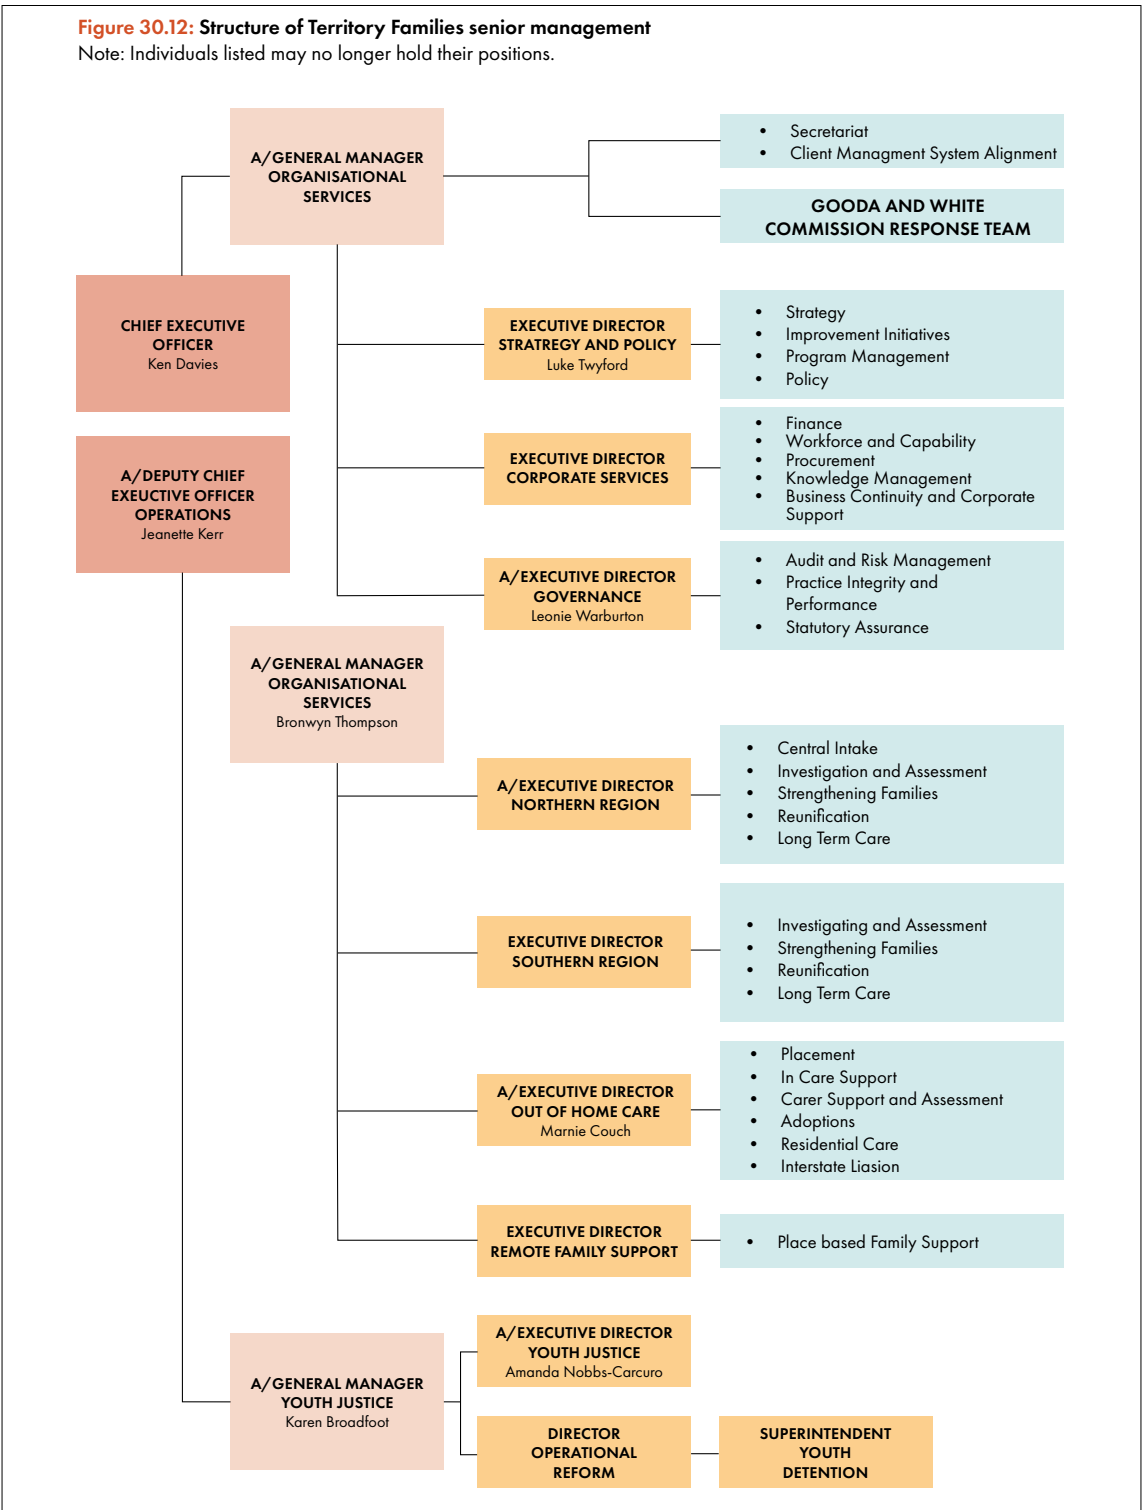 Figure 30.12: Structure of Territory Families senior management
Note: Individuals listed may no longer hold their positions.
A/GENERAL MANAGER
ORGANISATIONAL
SERVICES
• Secretariat
• Client Managment System Alignment
GOODA AND WHITE
COMMISSION RESPONSE TEAM
CHIEF EXECUTIVE
OFFICER
Ken Davies
EXECUTIVE DIRECTOR
STRATREGY AND POLICY
Luke Twyford
• Strategy
• Improvement Initiatives
• Program Management
• Policy
A/DEPUTY CHIEF
EXEUCTIVE OFFICER
OPERATIONS
Jeanette Kerr
EXECUTIVE DIRECTOR
CORPORATE SERVICES
• Finance
• Workforce and Capability
• Procurement
• Knowledge Management
• Business Continuity and Corporate
Support
A/EXECUTIVE DIRECTOR
GOVERNANCE
Leonie Warburton
• Audit and Risk Management
• Practice Integrity and
Performance
• Statutory Assurance
A/GENERAL MANAGER
ORGANISATIONAL
SERVICES
Bronwyn Thompson
A/EXECUTIVE DIRECTOR
NORTHERN REGION
• Central Intake
• Investigation and Assessment
• Strengthening Families
• Reunification
• Long Term Care
EXECUTIVE DIRECTOR
SOUTHERN REGION
• Investigating and Assessment
• Strengthening Families
• Reunification
• Long Term Care
A/EXECUTIVE DIRECTOR
OUT OF HOME CARE
Marnie Couch
• Placement
• In Care Support
• Carer Support and Assessment
• Adoptions
• Residential Care
• Interstate Liasion
EXECUTIVE DIRECTOR
REMOTE FAMILY SUPPORT
• Place based Family Support
A/GENERAL MANAGER
YOUTH JUSTICE
Karen Broadfoot
A/EXECUTIVE DIRECTOR
YOUTH JUSTICE
Amanda Nobbs-Carcuro
DIRECTOR
OPERATIONAL
REFORM
SUPERINTENDENT
YOUTH
DETENTION